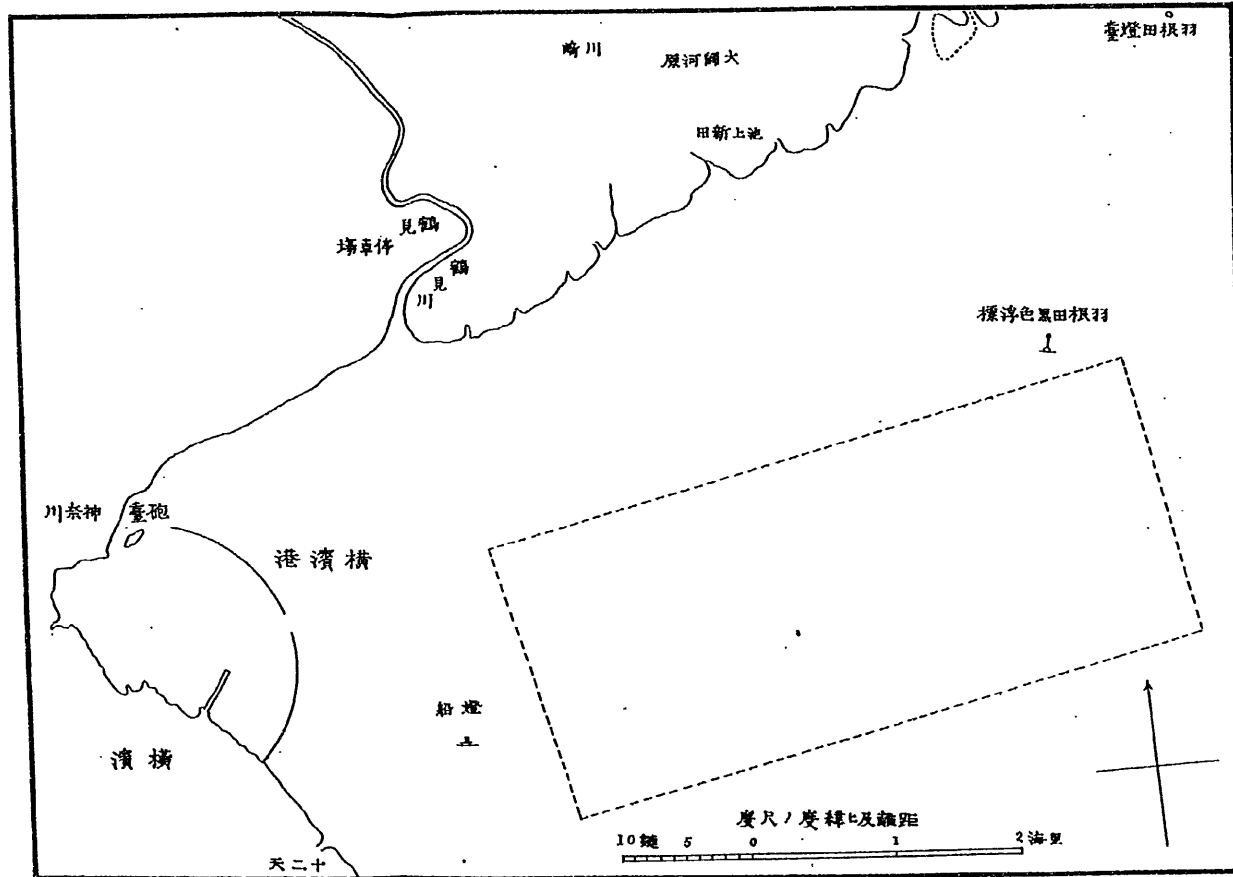 羽根田燈臺
川崎
大師河原
池上新田
鶴見
停車塲
鶴見川
羽根田黒色浮標
神奈川
砲臺
横濱港
燈船
横濱
距離及ヒ緯度ノ尺度
10鏈 5 0 1 2海里
十二天